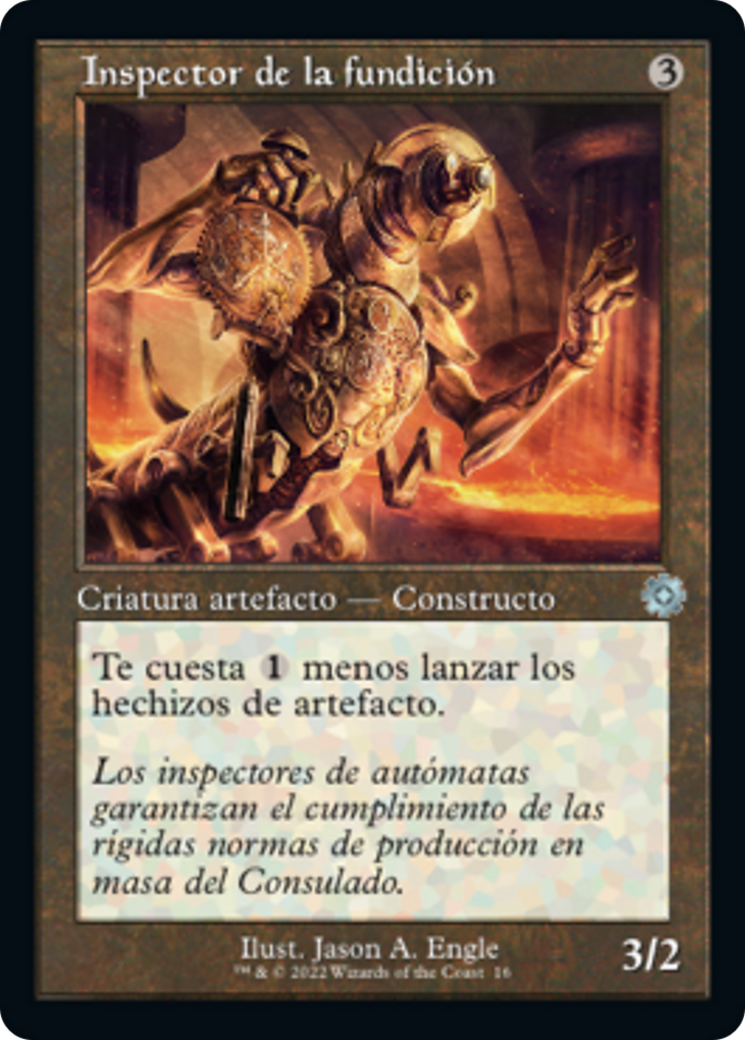 Inspector de la fundición 3
Criatura artefacto — Constructo
Te cuesta 1 menos lanzar los
hechizos de artefacto.
Los inspectores de autómatas
garantizan el cumplimiento de las
rígidas normas de producción en
masa del Consulado.
Ilust. Jason A. Engle
™ & © 2022 Wizards of the Coast 16
3/2